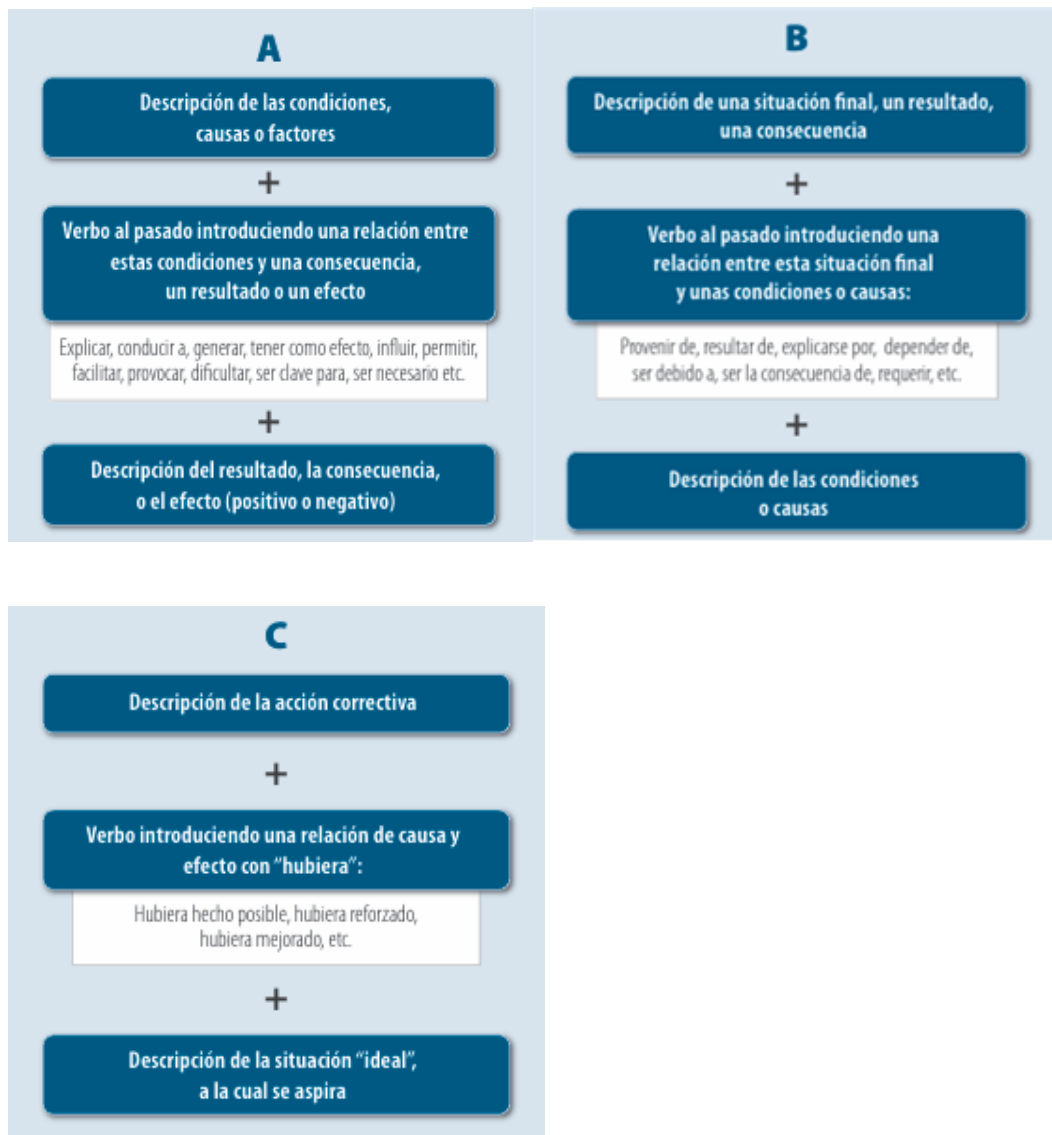 A
Descripción de las condiciones,
causas o factores
+
Verbo al pasado introduciendo una relación entre
estas condiciones y una consecuencia,
un resultado o un efecto
Explicar, conducir a, generar, tener como efecto, influir, permitir,
facilitar, provocar, dificultar, ser clave para, ser necesario etc.
+
Descripción del resultado, la consecuencia,
o el efecto (positivo o negativo)
B
Descripción de una situación final, un resultado,
una consecuencia
+
Verbo al pasado introduciendo una
relación entre esta situación final
y unas condiciones o causas:
Provenir de, resultar de, explicarse por, depender de,
ser debido a, ser la consecuencia de, requerir, etc.
+
Descripción de las condiciones
o causas
C
Descripción de la acción correctiva
+
Verbo introduciendo una relación de causa y
efecto con “hubiera”:
Hubiera hecho posible, hubiera reforzado,
hubiera mejorado, etc.
+
Descripción de la situación “ideal”,
a la cual se aspira